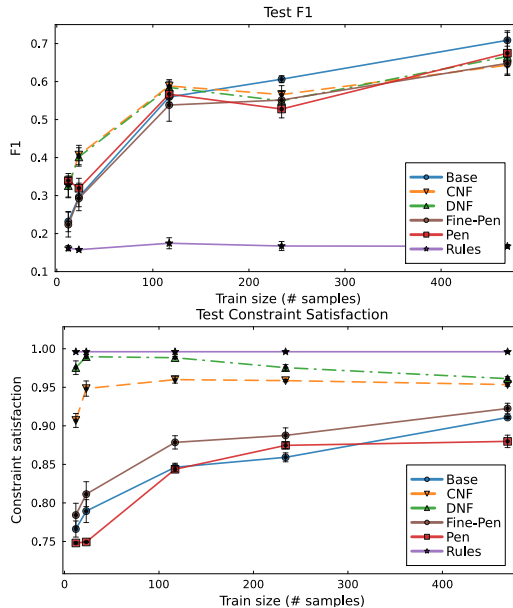 Test F1
0.7
0.6
0.5
0.4
0.3
0.2
0.1
F1
Base
CNF
DNF
Fine-Pen
Pen
Rules
0
100
200
300
400
Train size (# samples)
Test Constraint Satisfaction
1.00
0.95
0.90
0.85
0.80
0.75
Constraint satisfaction
Base
CNF
DNF
Fine-Pen
Pen
Rules
0
100
200
300
400
Train size (# samples)